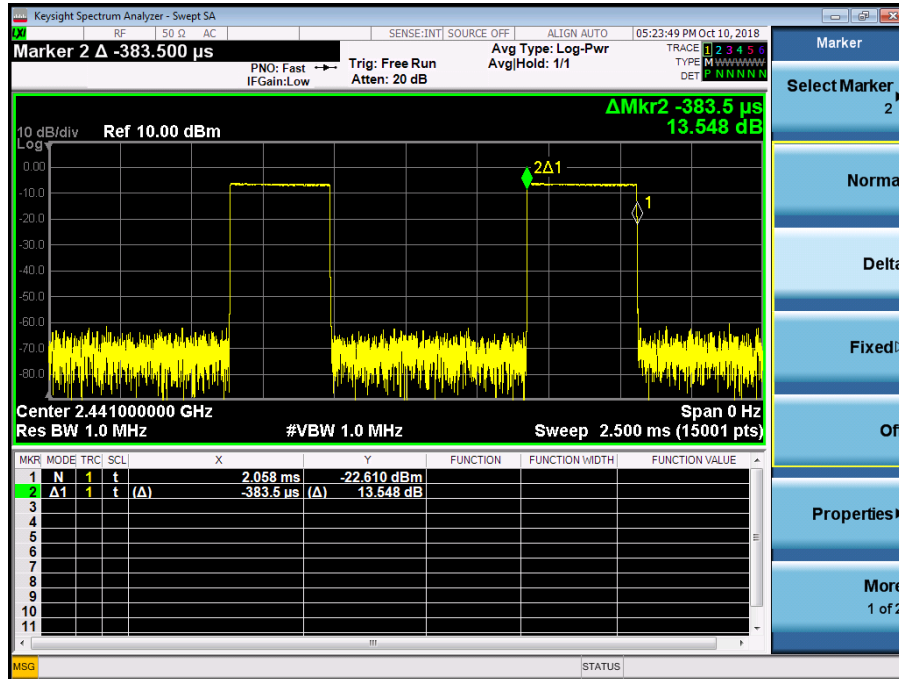 Keysight Spectrum Analyzer - Swept SA
LXI RF 50 Ω AC SENSE:INT SOURCE OFF ALIGN AUTO 05:23:49 PM Oct 10, 2018
Marker 2 Δ -383.500 µs
PNO: Fast
IFGain:Low
Trig: Free Run
Atten: 20 dB
Avg Type: Log-Pwr
Avg|Hold: 1/1
TRACE 1 2 3 4 5 6
TYPE M WWWWW
DET P N N N N N
ΔMkr2 -383.5 µs
13.548 dB
10 dB/div Ref 10.00 dBm
Log
0.00
-10.0
-20.0
-30.0
-40.0
-50.0
-60.0
-70.0
-80.0
2Δ1
1
Center 2.441000000 GHz Span 0 Hz
Res BW 1.0 MHz #VBW 1.0 MHz Sweep 2.500 ms (15001 pts)
MKR MODE TRC SCL X Y FUNCTION FUNCTION WIDTH FUNCTION VALUE
1 N 1 t 2.058 ms -22.610 dBm
2 Δ1 1 t (Δ) -383.5 µs (Δ) 13.548 dB
3
4
5
6
7
8
9
10
11
MSG STATUS
Marker
Select Marker
2
Norma
Delta
Fixed
Of
Properties
More
1 of 2